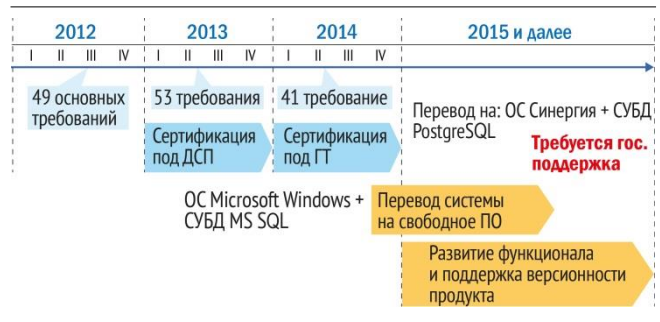 2012 2013 2014 2015 и далее
I II III IV I II III IV I II III IV
49 основных
требований
53 требования
41 требование
Сертификация
под ДСП
Сертификация
под ГТ
Перевод на: ОС Синергия + СУБД
PostgreSQL
Требуется гос.
поддержка
ОС Microsoft Windows +
СУБД MS SQL
Перевод системы
на свободное ПО
Развитие функционала
и поддержка версионности
продукта